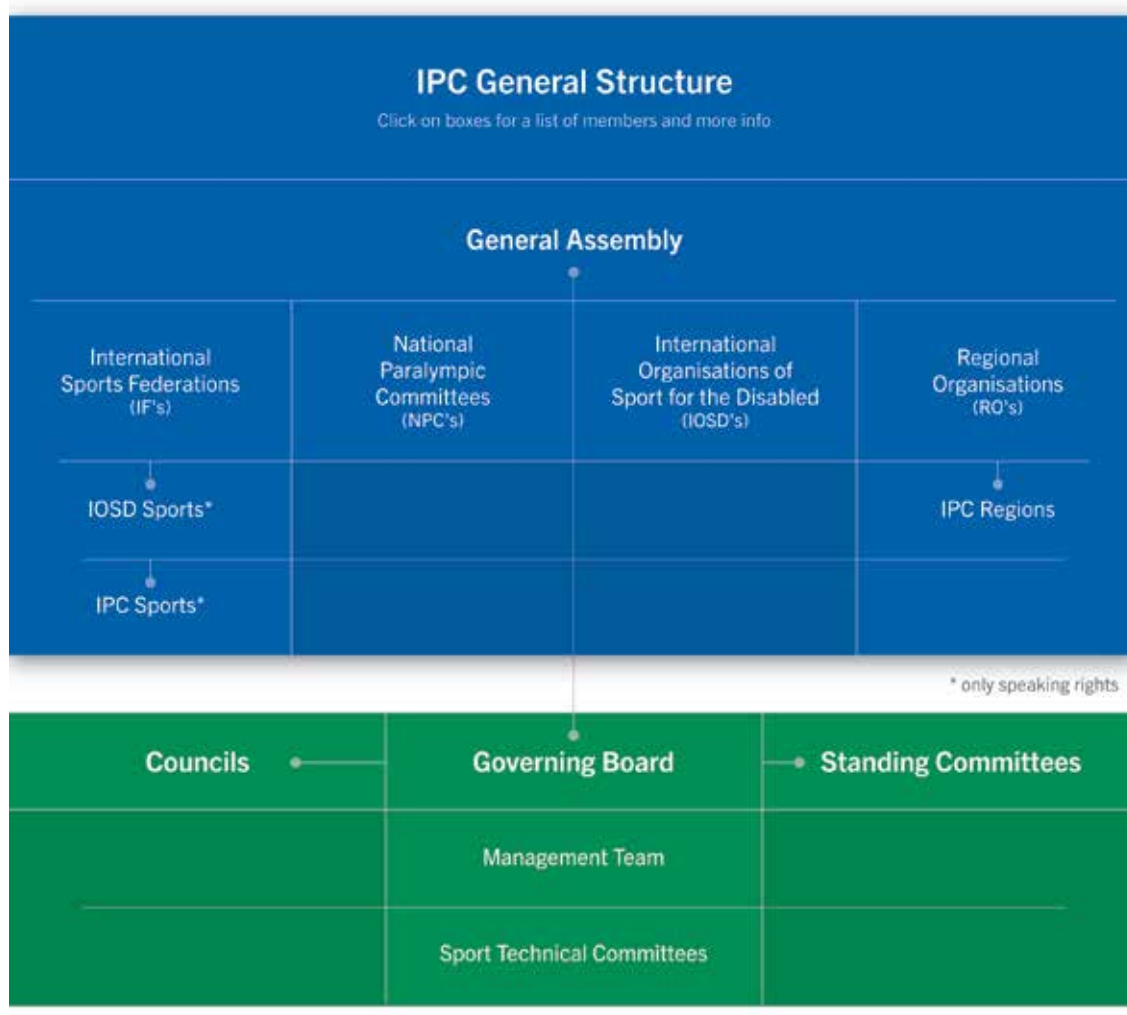 IPC General Structure
Click on boxes for a list of members and more info
General Assembly
International
Sports Federations
(IF's)
National
Paralympic
Committees
(NPC's)
International
Organisations of
Sport for the Disabled
(IOSD's)
Regional
Organisations
(RO's)
IOSD Sports*
IPC Regions
IPC Sports*
* only speaking rights
Councils
Governing Board
Standing Committees
Management Team
Sport Technical Committees